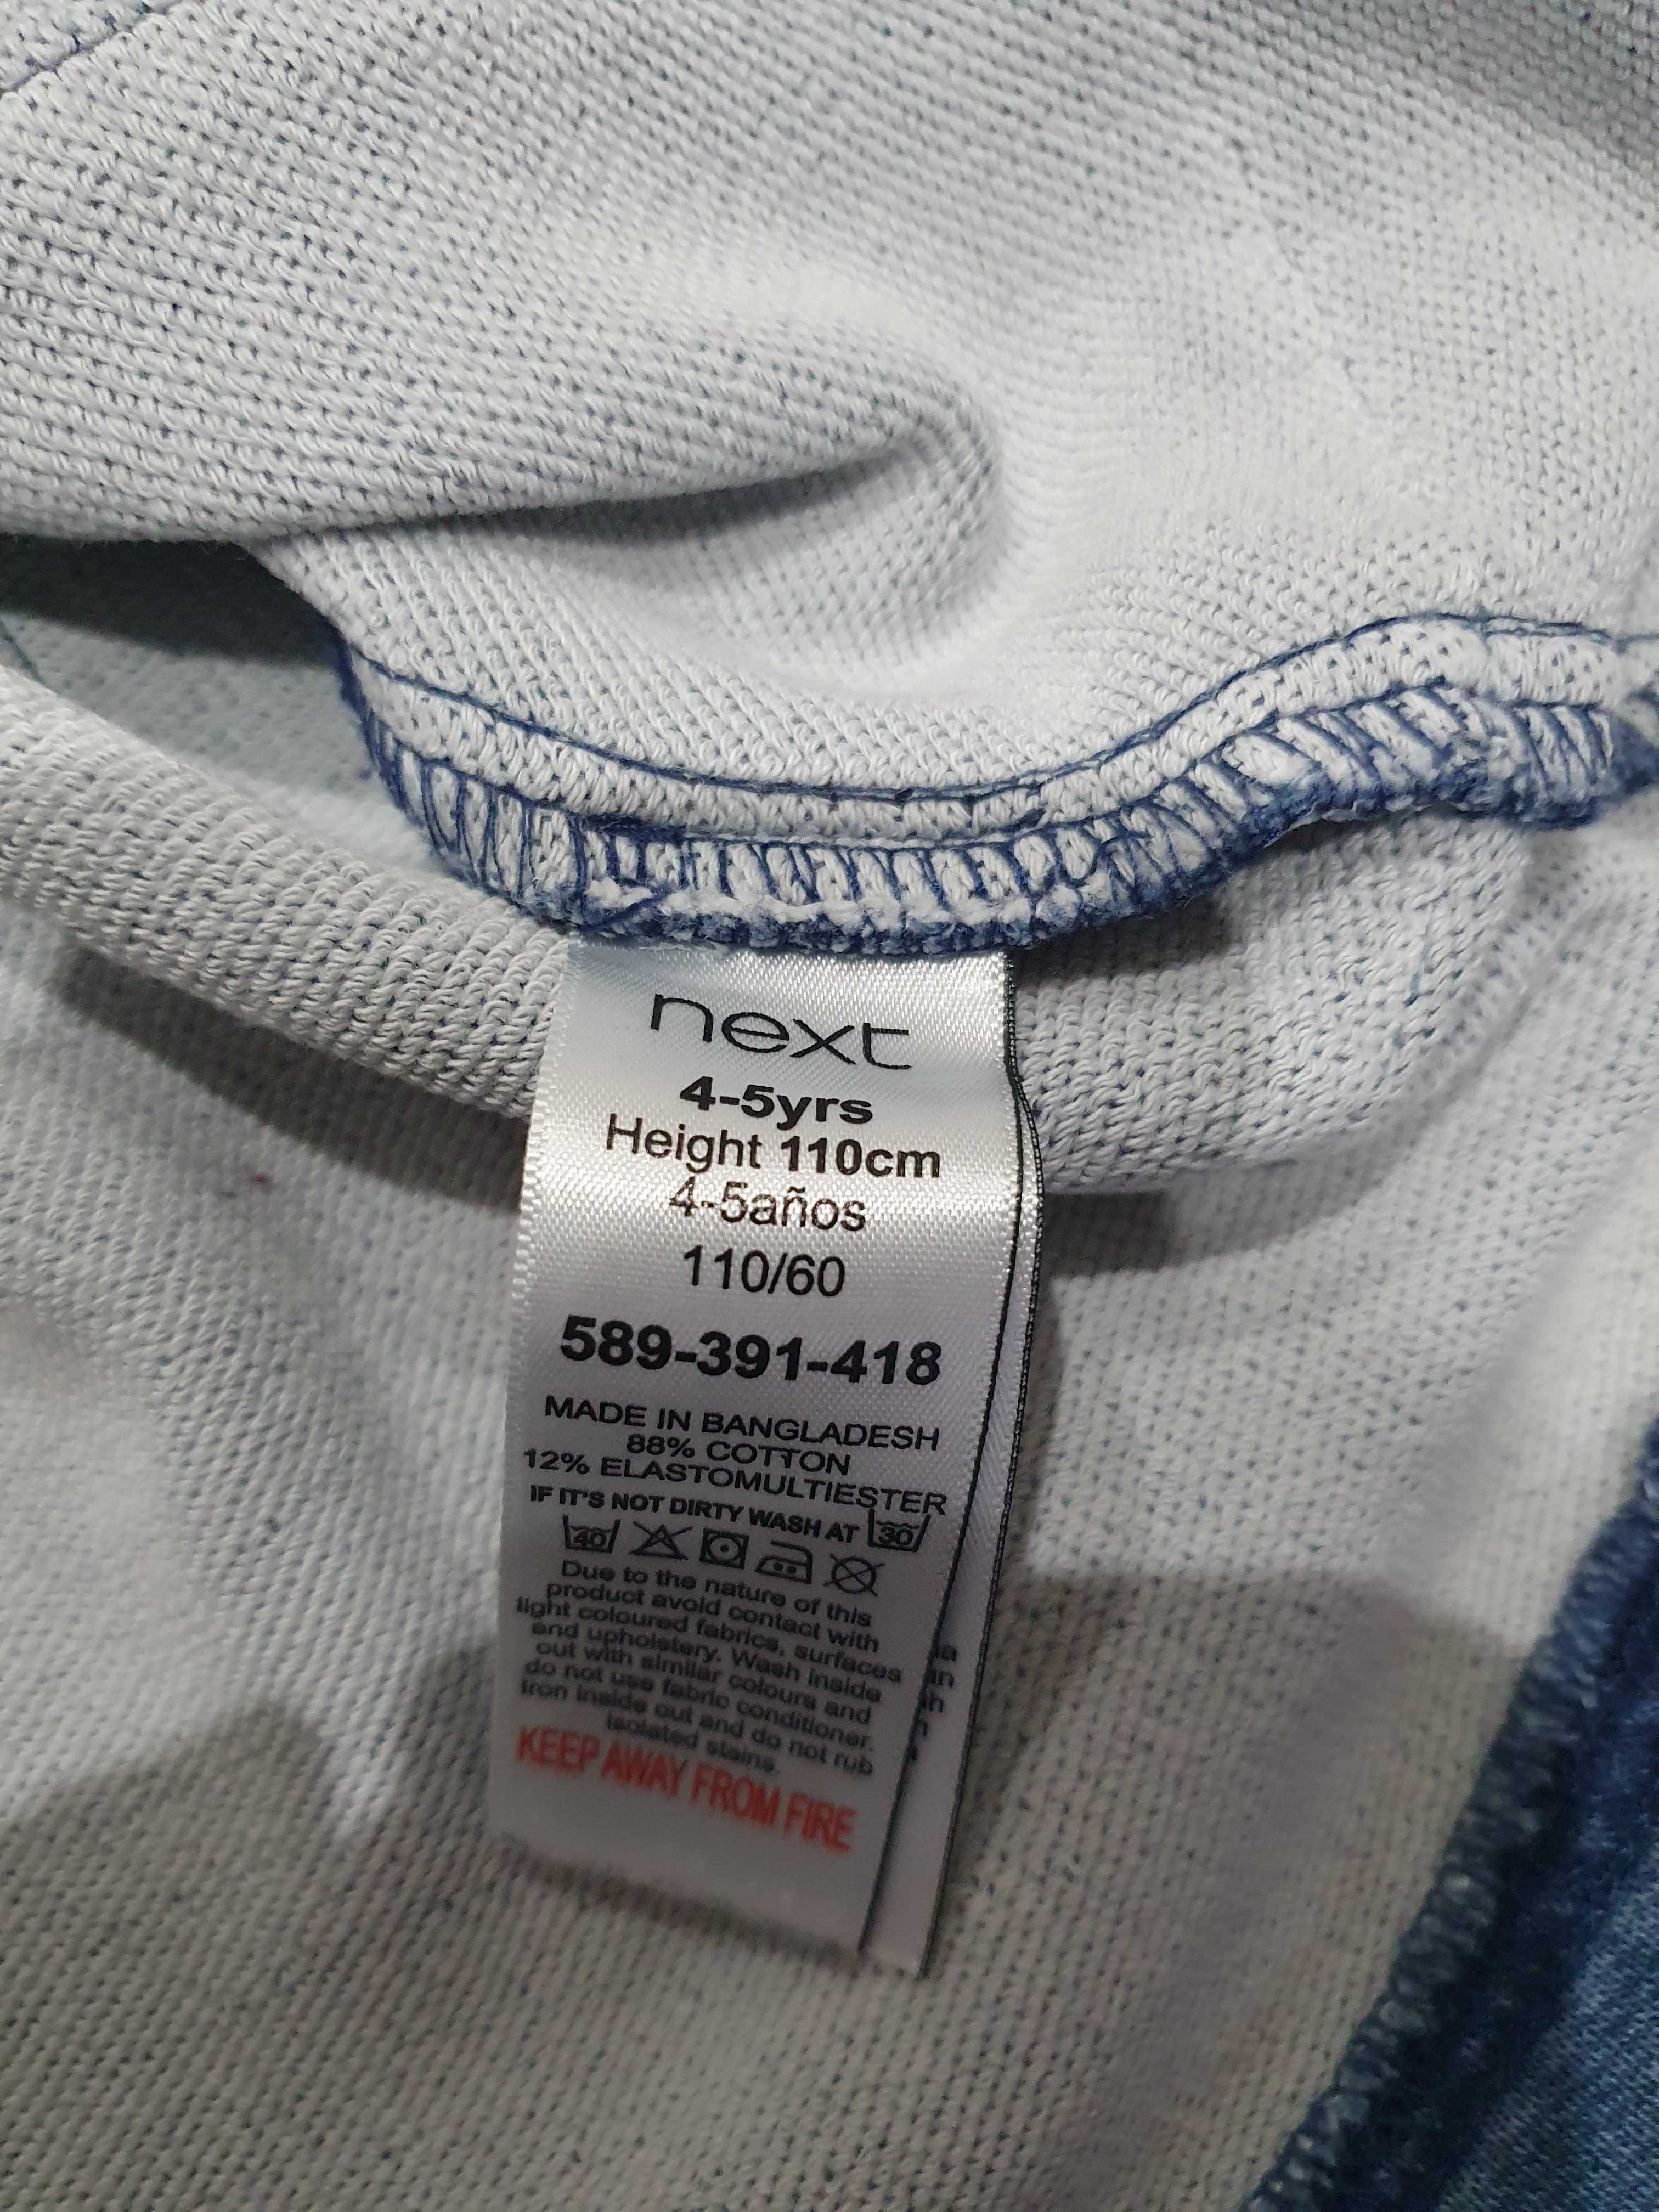 next
4-5yrs
Height 110cm
4-5años
110/60
589-391-418
MADE IN BANGLADESH
88% COTTON
12% ELASTOMULTIESTER
IF IT'S NOT DIRTY WASH AT 30
40
Due to the nature of this
product avoid contact with
light coloured fabrics, surfaces
and upholstery. Wash inside
out with similar colours and
do not use fabric conditioner.
Iron inside out and do not rub
isolated stains.
KEEP AWAY FROM FIRE